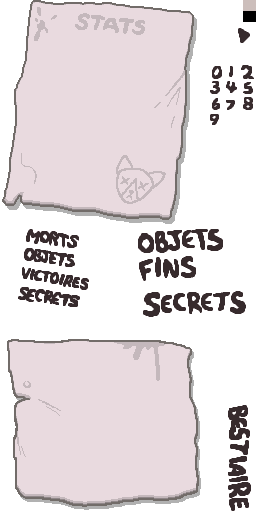 STATS
0 1 2
3 4 5
6 7 8
9
MORTS
OBJETS
VICTOIRES
SECRETS
OBJETS
FINS
SECRETS
BESTIAIRE